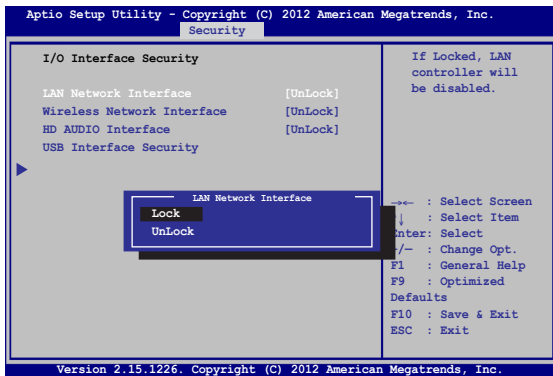 Aptio Setup Utility - Copyright (C) 2012 American Megatrends, Inc.
Security
I/O Interface Security
LAN Network Interface [UnLock]
Wireless Network Interface [UnLock]
HD AUDIO Interface [UnLock]
USB Interface Security
If Locked, LAN
controller will
be disabled.
LAN Network Interface
Lock
UnLock
→← : Select Screen
↓ : Select Item
Enter: Select
/— : Change Opt.
F1 : General Help
F9 : Optimized
Defaults
F10 : Save & Exit
ESC : Exit
Version 2.15.1226. Copyright (C) 2012 American Megatrends, Inc.